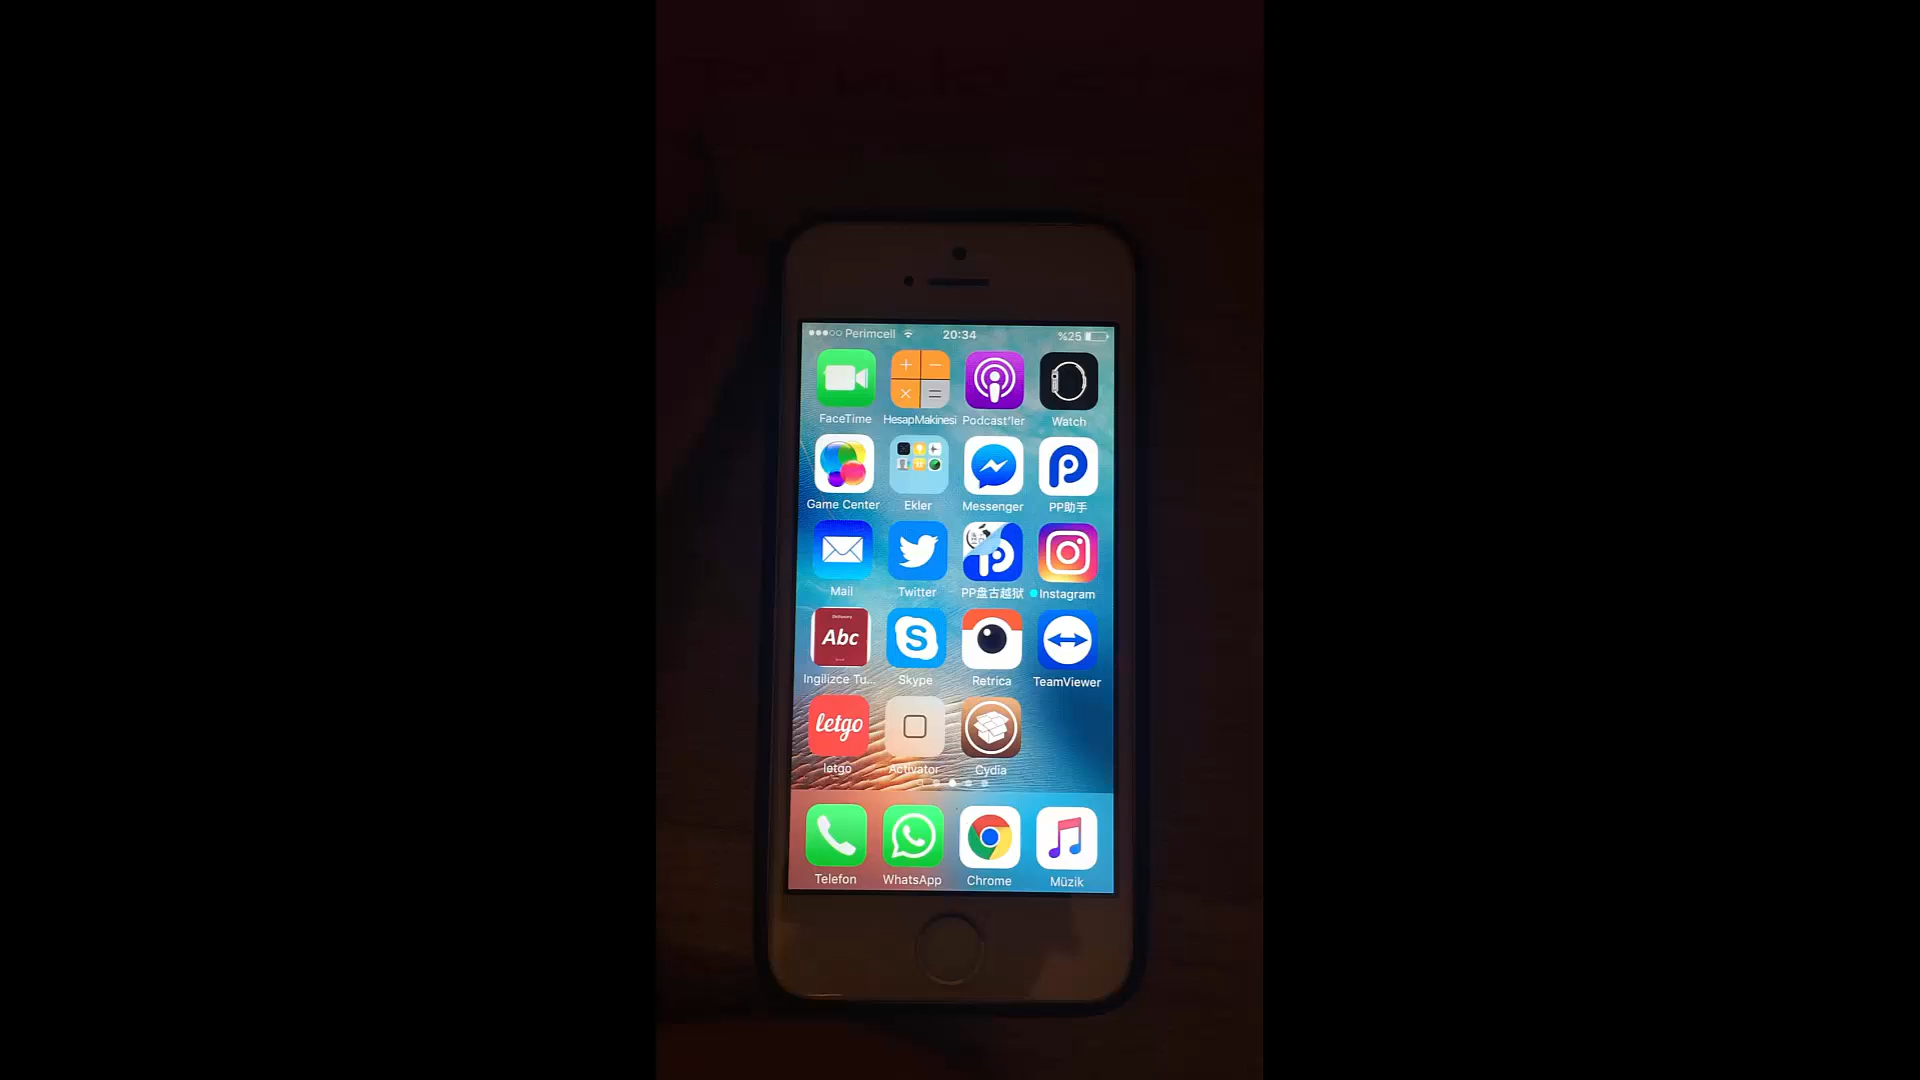 Perimcell 20:34 %25
FaceTime HesapMakinesi Podcast'ler Watch
Game Center Ekler Messenger PP助手
Mail Twitter PP盘古越狱 Instagram
Dictionary
Abc
Ingilizce Tu... Skype Retrica TeamViewer
letgo
letgo Activator Cydia
Telefon WhatsApp Chrome Müzik